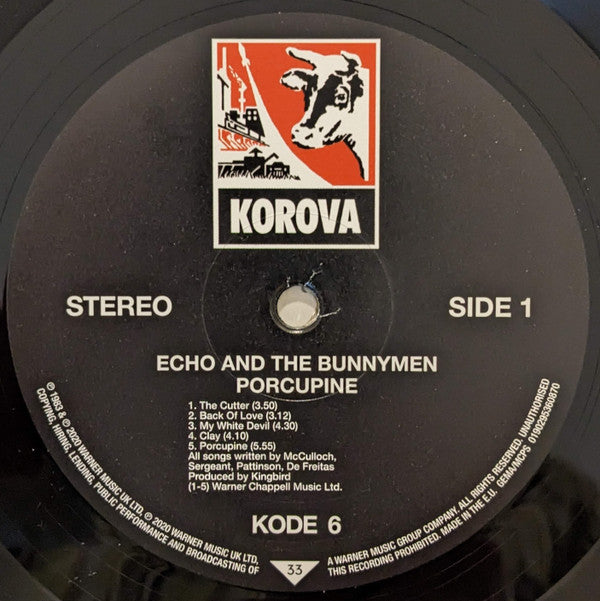 KOROVA
STEREO
SIDE 1
ECHO AND THE BUNNYMEN
PORCUPINE
1. The Cutter (3.50)
2. Back Of Love (3.12)
3. My White Devil (4.30)
4. Clay (4.10)
5. Porcupine (5.55)
All songs written by McCulloch,
Sergeant, Pattinson, De Freitas
Produced by Kingbird
(1-5) Warner Chappell Music Ltd.
KODE 6
33
℗ 1983 & ℗ 2020 WARNER MUSIC UK LTD, © 2020 WARNER MUSIC UK LTD,
COPYING, HIRING, LENDING, PUBLIC PERFORMANCE AND BROADCASTING OF
A WARNER MUSIC GROUP COMPANY. ALL RIGHTS RESERVED. UNAUTHORISED
THIS RECORDING PROHIBITED. MADE IN THE E.U. GEMA/MCPS 0190295360870